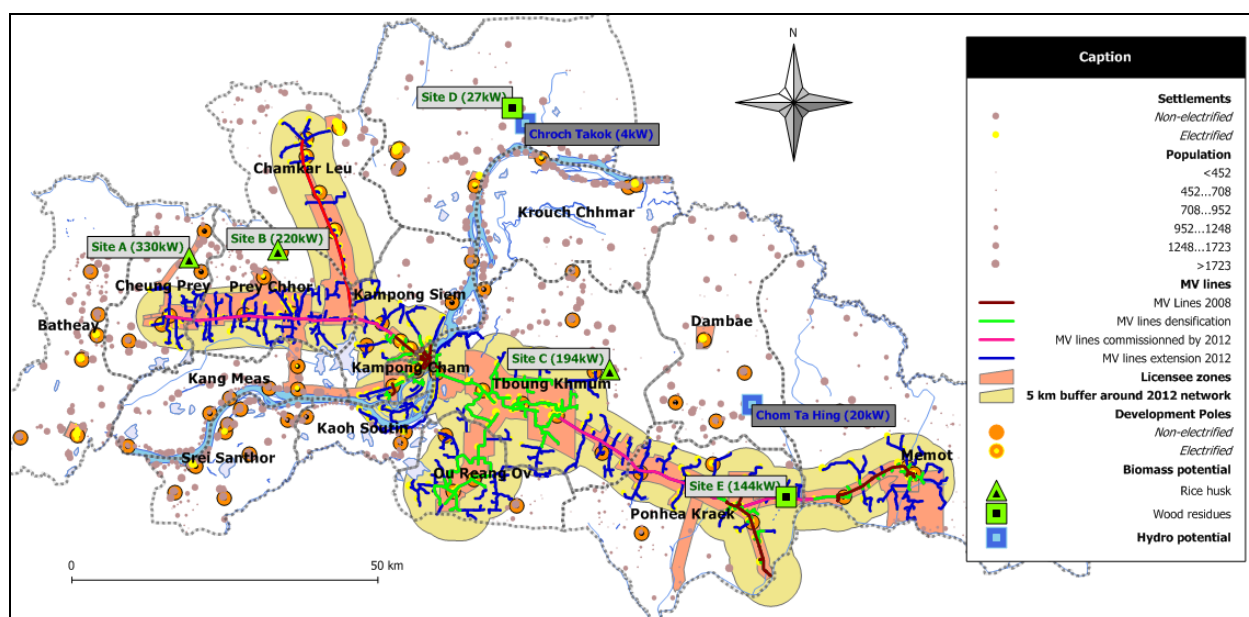 N
Site D (27kW)
Chroch Takok (4kW)
Chamkar Leu
Krouch Chhmar
Site A (330kW)
Site B (220kW)
Cheung Prey
Prey Chhor
Kampong Siem
Batheay
Dambae
Site C (194kW)
Kampong Cham
Tboung Khmum
Kang Meas
Chom Ta Hing (20kW)
Kaoh Soutin
Srei Santhor
Memot
Ou Reang Ov
Site E (144kW)
Ponhea Kraek
0
50 km
Caption
Settlements
Non-electrified
Electrified
Population
<452
452...708
708...952
952...1248
1248...1723
>1723
MV lines
MV Lines 2008
MV lines densification
MV lines commissionned by 2012
MV lines extension 2012
Licensee zones
5 km buffer around 2012 network
Development Poles
Non-electrified
Electrified
Biomass potential
Rice husk
Wood residues
Hydro potential